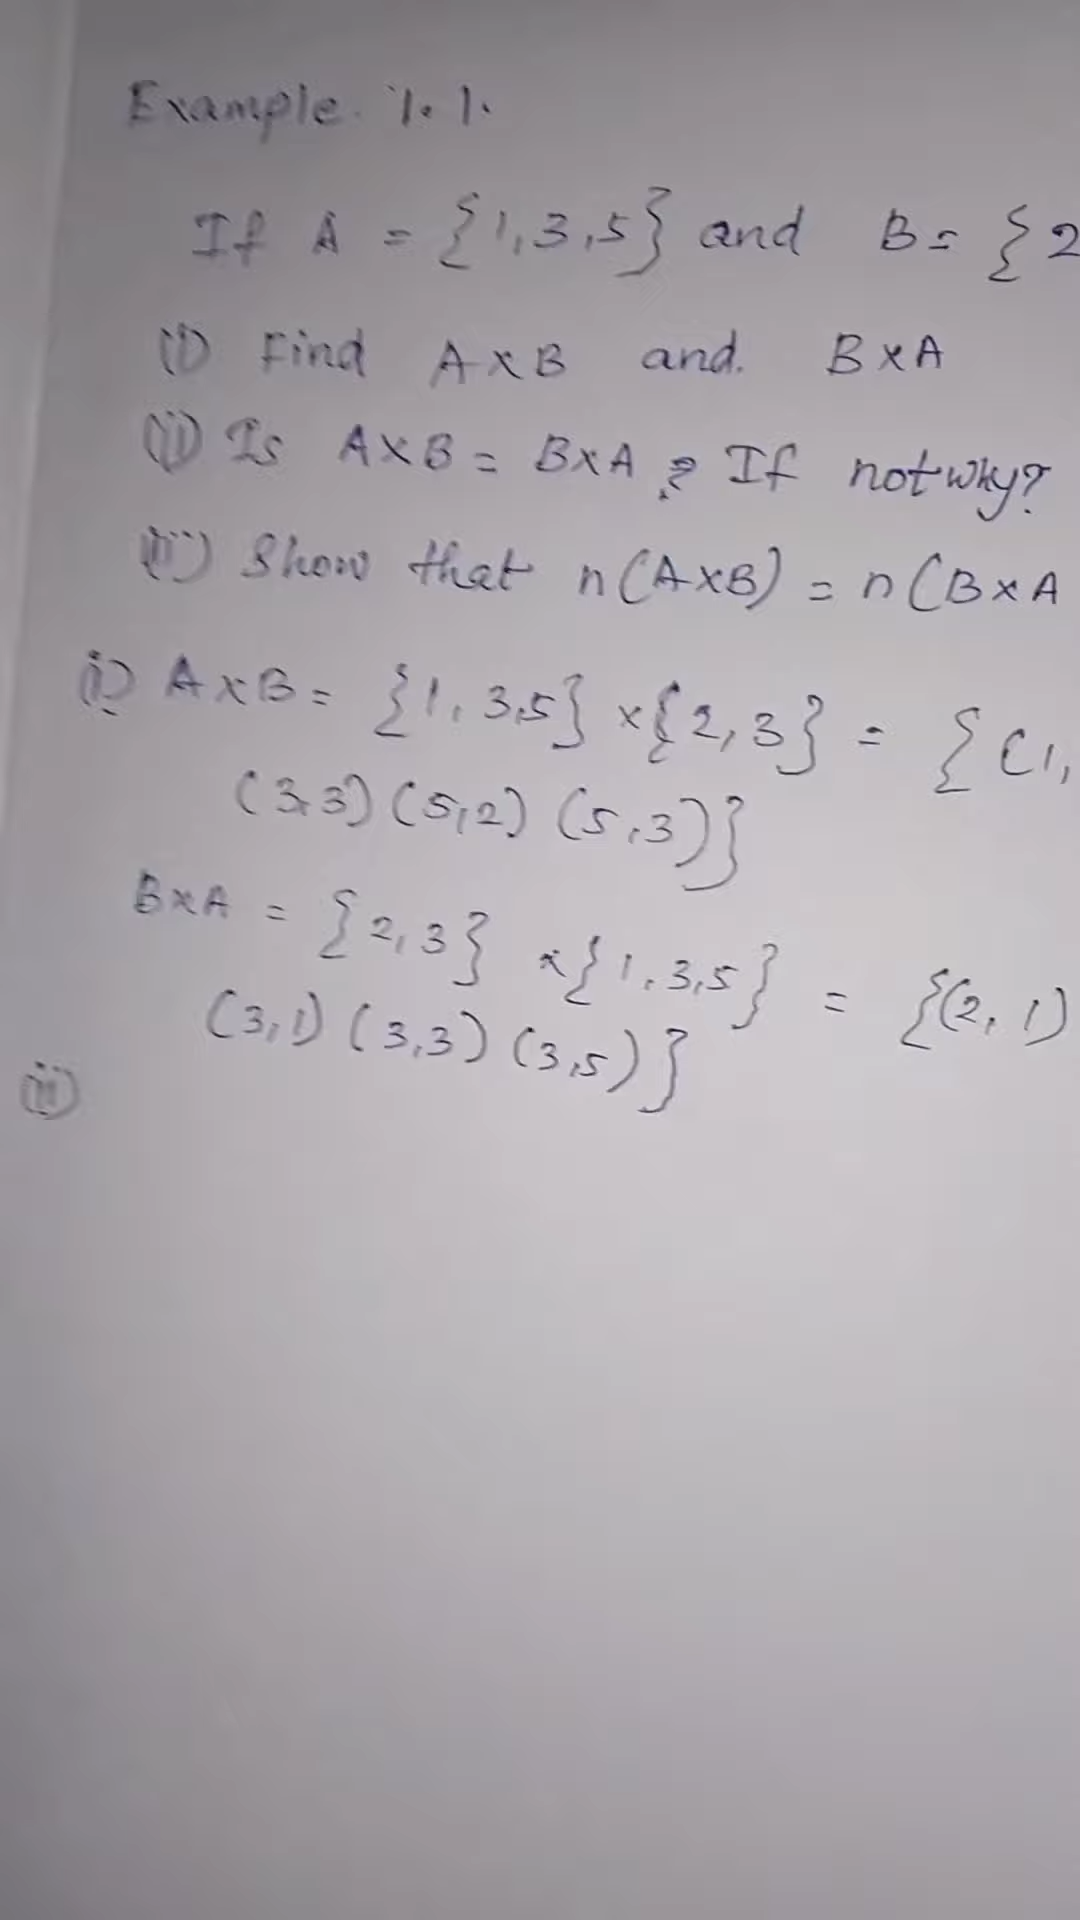 Example. 1.1.
If A = {1,3,5} and B = {2
(i) Find A×B and. B×A
(ii) Is A×B = B×A ? If not why?
(iii) Show that n(A×B) = n(B×A
(i) A×B = {1, 3,5} ×{2,3} = {(1,
(3,3) (5,2) (5,3)}
B×A = {2,3} ×{1,3,5} = {(2,1)
(3,1) (3,3) (3,5)}
(ii)